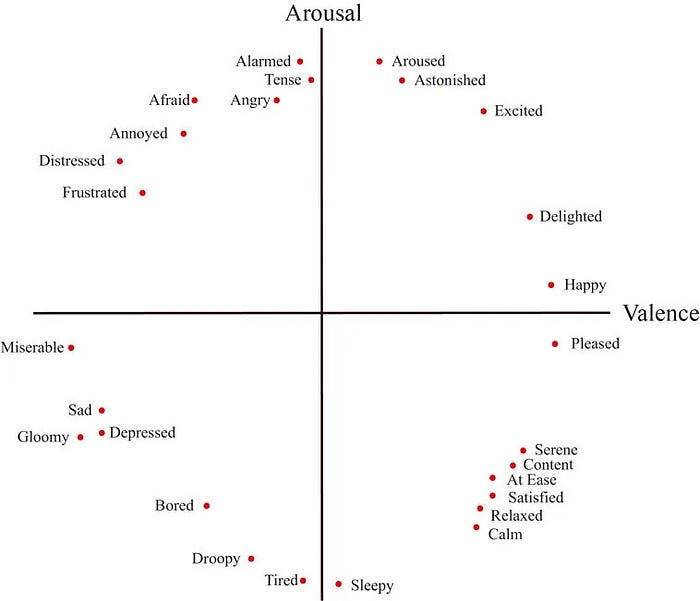 Arousal
Alarmed
Aroused
Tense
Astonished
Afraid
Angry
Excited
Annoyed
Distressed
Frustrated
Delighted
Happy
Valence
Miserable
Pleased
Sad
Gloomy
Depressed
Serene
Content
At Ease
Satisfied
Bored
Relaxed
Calm
Droopy
Tired
Sleepy